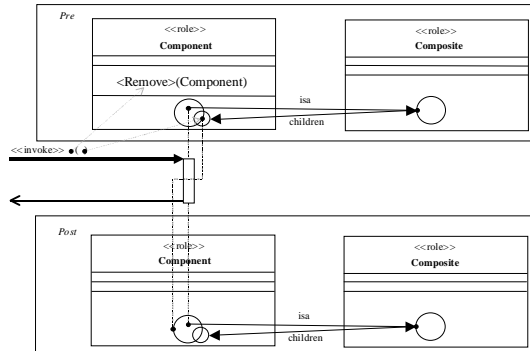 Pre
<<role>>
Component
<<role>>
Composite
<Remove>(Component)
isa
children
<<invoke>> •( •)
Post
<<role>>
Component
<<role>>
Composite
isa
children